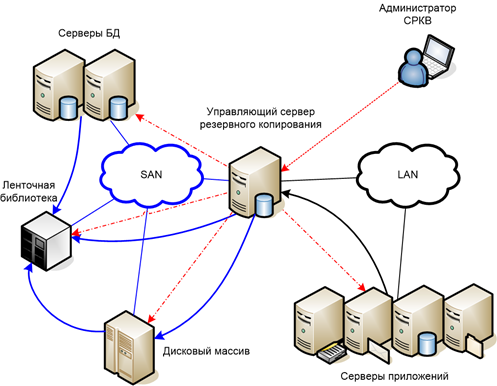 Администратор
СРКВ
Серверы БД
Управляющий сервер
резервного копирования
SAN
LAN
Ленточная
библиотека
Дисковый массив
Серверы приложений